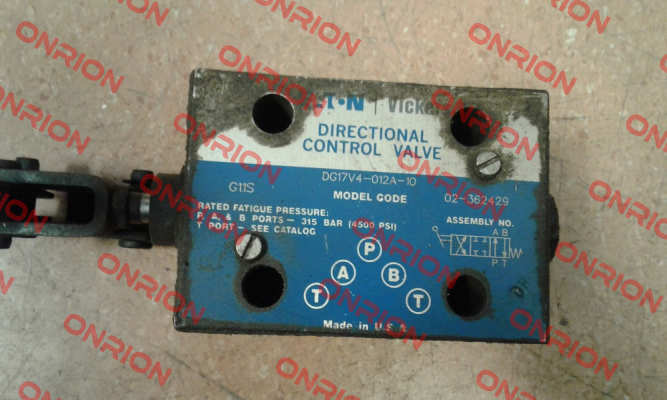 ONRION
E·T·N Vickers
DIRECTIONAL
CONTROL VALVE
DG17V4-012A-10
G11S
MODEL CODE
02-362429
RATED FATIGUE PRESSURE:
P, A, & B PORTS - 315 BAR (4500 PSI)
T PORT - SEE CATALOG
ASSEMBLY NO.
A B
P T
P
A B
T T
Made in U.S.A.